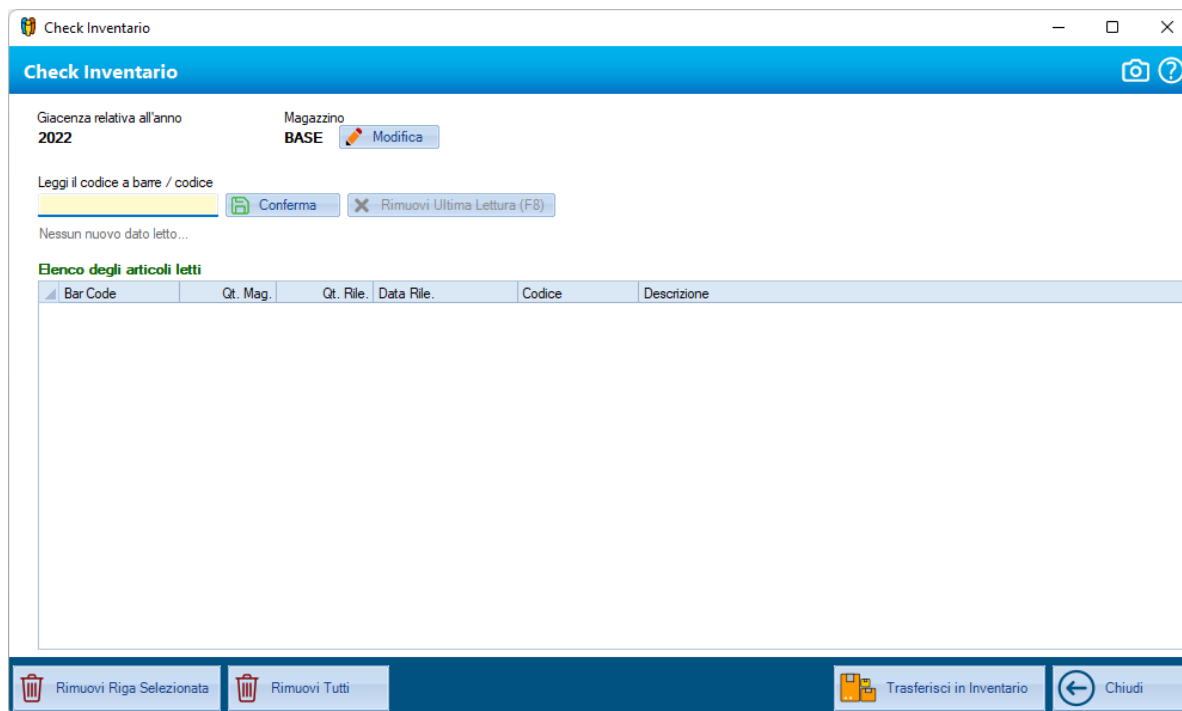 Check Inventario
Check Inventario
Giacenza relativa all'anno Magazzino
2022 BASE Modifica
Leggi il codice a barre / codice
Conferma Rimuovi Ultima Lettura (F8)
Nessun nuovo dato letto...
Elenco degli articoli letti
Bar Code Qt. Mag. Qt. Rile. Data Rile. Codice Descrizione
Rimuovi Riga Selezionata Rimuovi Tutti Trasferisci in Inventario Chiudi